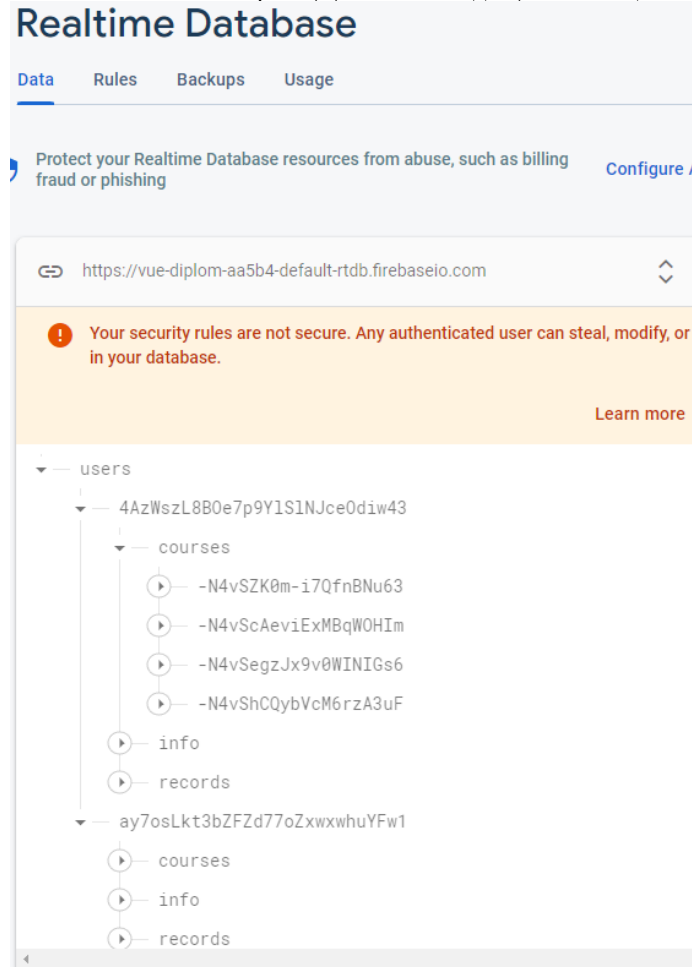 Realtime Database
Data Rules Backups Usage
Protect your Realtime Database resources from abuse, such as billing
fraud or phishing
Configure
https://vue-diplom-aa5b4-default-rtdb.firebaseio.com
Your security rules are not secure. Any authenticated user can steal, modify, or
in your database.
Learn more
users
4AzWszL8BOe7p9YlSlNJceOdiw43
courses
-N4vSZK0m-i7QfnBNu63
-N4vScAeviExMBqWOHIm
-N4vSegzJx9v0WINIGs6
-N4vShCQybVcM6rzA3uF
info
records
ay7osLkt3bZFZd77oZxwxwhuYFw1
courses
info
records